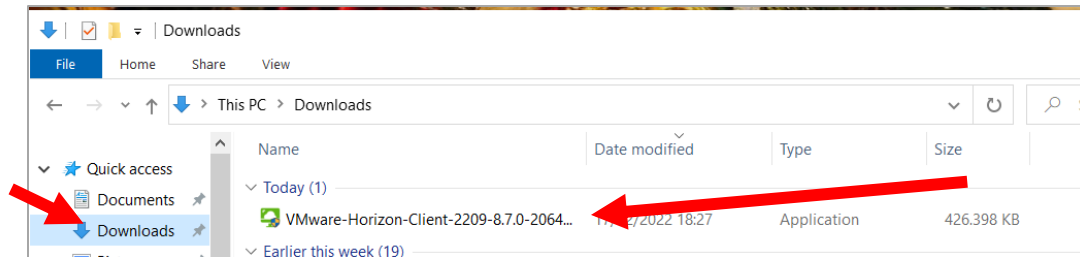 Downloads
File Home Share View
This PC > Downloads
Name Date modified Type Size
Quick access
Today (1)
Documents
VMware-Horizon-Client-2209-8.7.0-2064... 2022 18:27 Application 426.398 KB
Downloads
Earlier this week (19)